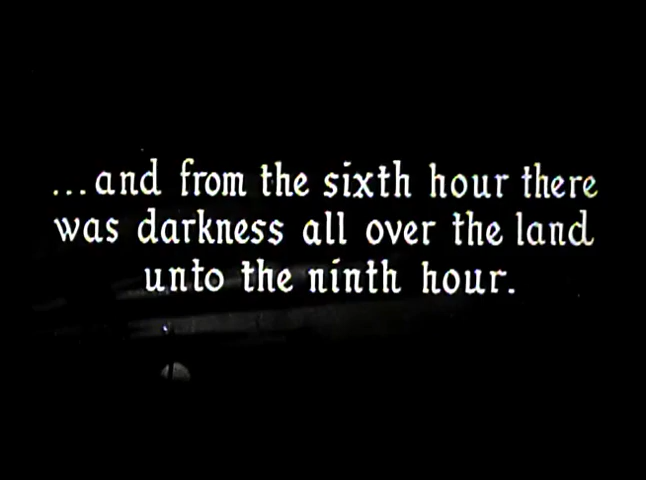 ...and from the sixth hour there
was darkness all over the land
unto the ninth hour.